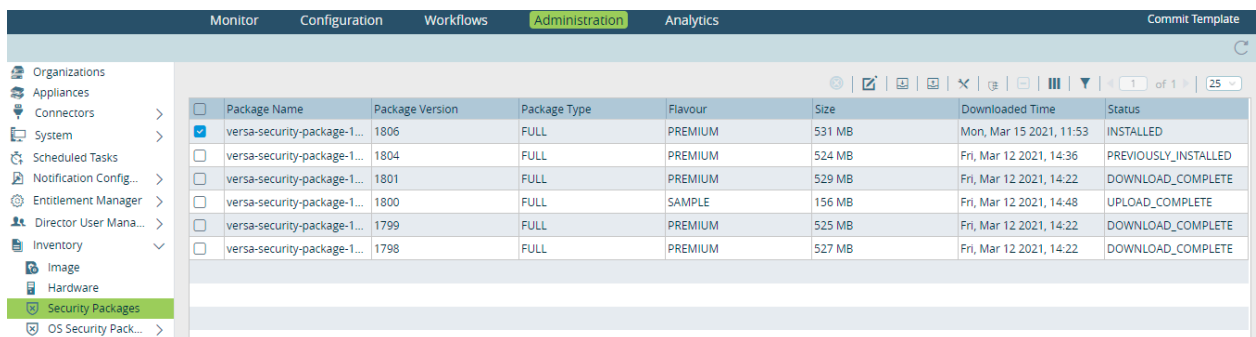 Monitor Configuration Workflows Administration Analytics Commit Template
Organizations
Appliances
Connectors
System
Scheduled Tasks
Notification Config...
Entitlement Manager
Director User Mana...
Inventory
Image
Hardware
Security Packages
OS Security Pack...
1 of 1 25
Package Name Package Version Package Type Flavour Size Downloaded Time Status
versa-security-package-1... 1806 FULL PREMIUM 531 MB Mon, Mar 15 2021, 11:53 INSTALLED
versa-security-package-1... 1804 FULL PREMIUM 524 MB Fri, Mar 12 2021, 14:36 PREVIOUSLY_INSTALLED
versa-security-package-1... 1801 FULL PREMIUM 529 MB Fri, Mar 12 2021, 14:22 DOWNLOAD_COMPLETE
versa-security-package-1... 1800 FULL SAMPLE 156 MB Fri, Mar 12 2021, 14:48 UPLOAD_COMPLETE
versa-security-package-1... 1799 FULL PREMIUM 525 MB Fri, Mar 12 2021, 14:22 DOWNLOAD_COMPLETE
versa-security-package-1... 1798 FULL PREMIUM 527 MB Fri, Mar 12 2021, 14:22 DOWNLOAD_COMPLETE